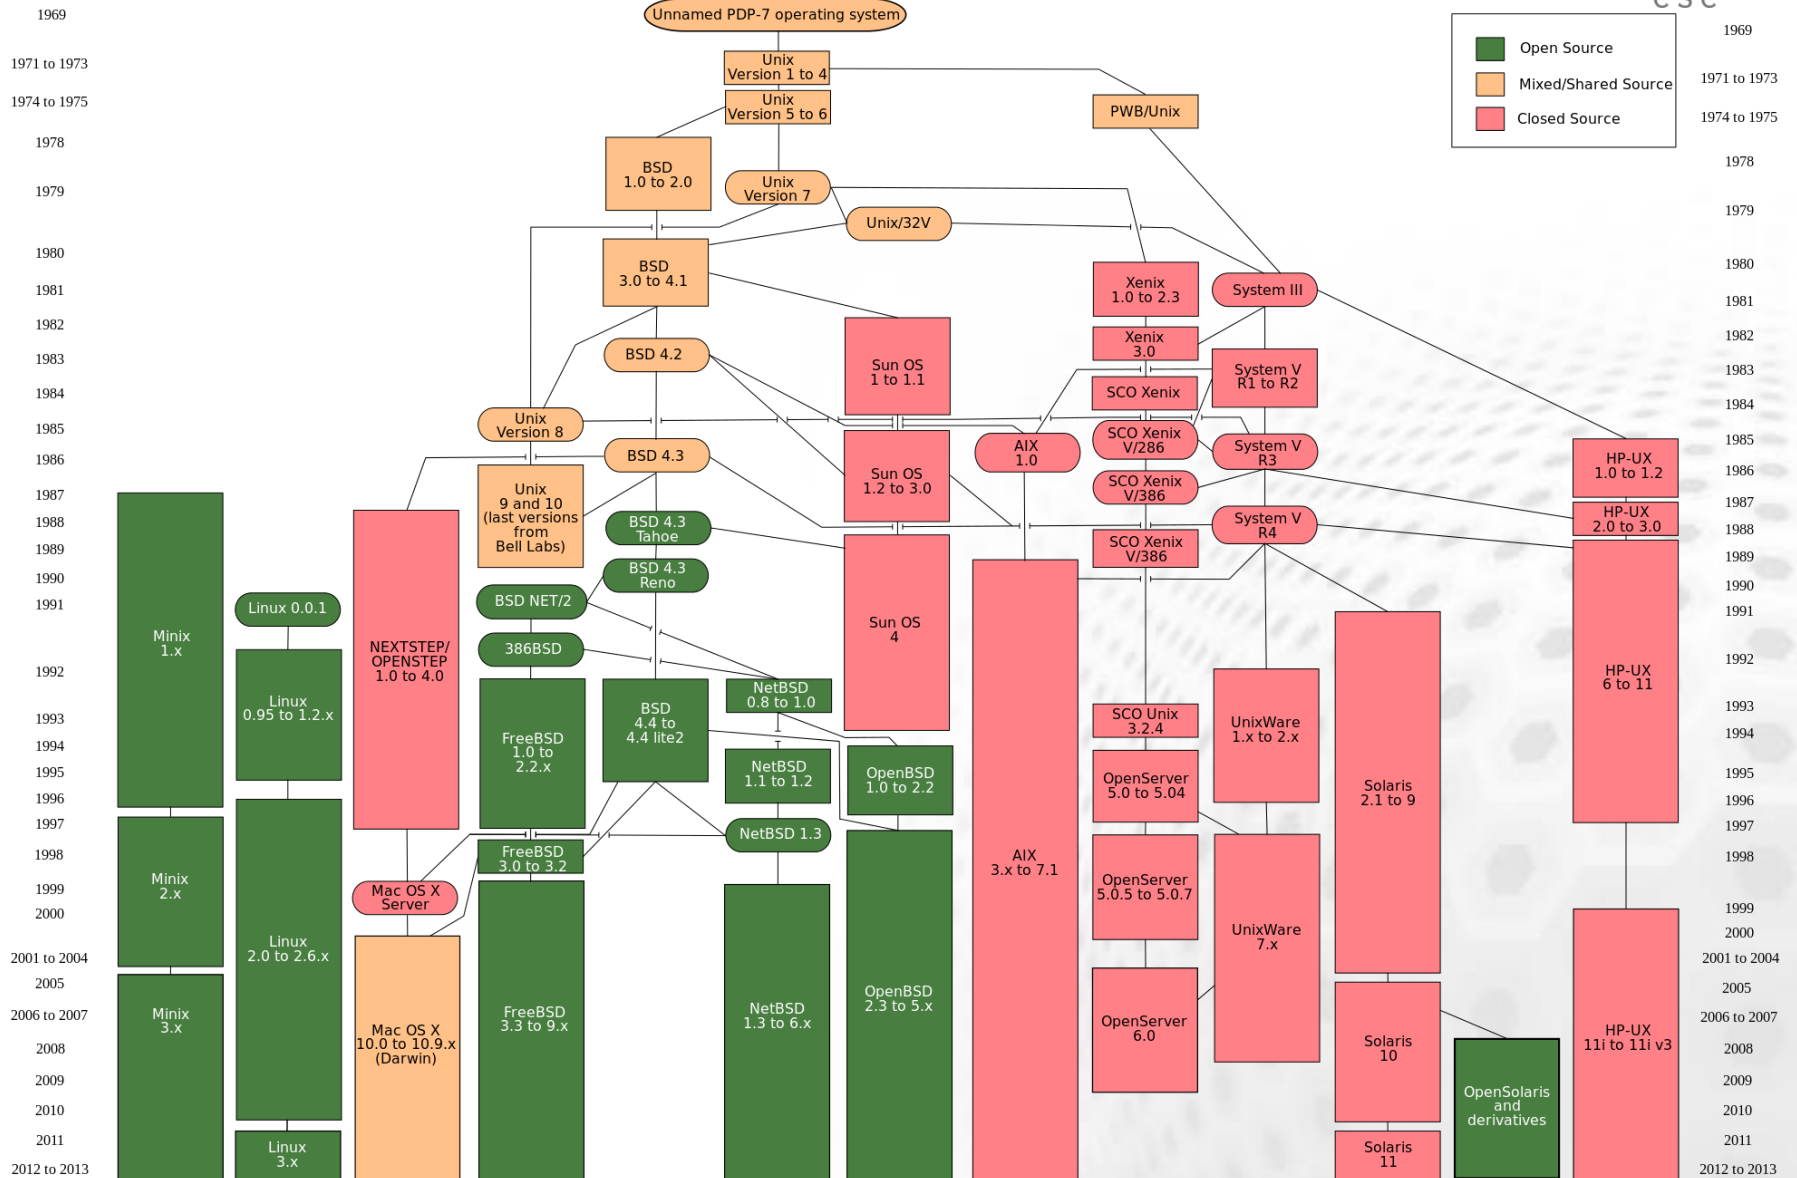 1969
1971 to 1973
1974 to 1975
1978
1979
1980
1981
1982
1983
1984
1985
1986
1987
1988
1989
1990
1991
1992
1993
1994
1995
1996
1997
1998
1999
2000
2001 to 2004
2005
2006 to 2007
2008
2009
2010
2011
2012 to 2013
Unnamed PDP-7 operating system
Unix
Version 1 to 4
Unix
Version 5 to 6
PWB/Unix
BSD
1.0 to 2.0
Unix
Version 7
Unix/32V
BSD
3.0 to 4.1
Xenix
1.0 to 2.3
System III
Sun OS
1 to 1.1
Xenix
3.0
BSD 4.2
System V
R1 to R2
SCO Xenix
Unix
Version 8
SCO Xenix
V/286
AIX
1.0
System V
R3
BSD 4.3
HP-UX
1.0 to 1.2
Sun OS
1.2 to 3.0
SCO Xenix
V/386
Unix
9 and 10
(last versions
from
Bell Labs)
HP-UX
2.0 to 3.0
BSD 4.3
Tahoe
System V
R4
SCO Xenix
V/386
BSD 4.3
Reno
BSD NET/2
Linux 0.0.1
Minix
1.x
Sun OS
4
386BSD
NEXTSTEP/
OPENSTEP
1.0 to 4.0
HP-UX
6 to 11
NetBSD
0.8 to 1.0
Linux
0.95 to 1.2.x
BSD
4.4 to
4.4 lite2
SCO Unix
3.2.4
UnixWare
1.x to 2.x
FreeBSD
1.0 to
2.2.x
NetBSD
1.1 to 1.2
OpenBSD
1.0 to 2.2
OpenServer
5.0 to 5.04
Solaris
2.1 to 9
NetBSD 1.3
FreeBSD
3.0 to 3.2
AIX
3.x to 7.1
Minix
2.x
OpenServer
5.0.5 to 5.0.7
Mac OS X
Server
UnixWare
7.x
Linux
2.0 to 2.6.x
OpenBSD
2.3 to 5.x
FreeBSD
3.3 to 9.x
NetBSD
1.3 to 6.x
Minix
3.x
Mac OS X
10.0 to 10.9.x
(Darwin)
OpenServer
6.0
HP-UX
11i to 11i v3
Solaris
10
OpenSolaris
and
derivatives
Linux
3.x
Solaris
11
Open Source
Mixed/Shared Source
Closed Source
1969
1971 to 1973
1974 to 1975
1978
1979
1980
1981
1982
1983
1984
1985
1986
1987
1988
1989
1990
1991
1992
1993
1994
1995
1996
1997
1998
1999
2000
2001 to 2004
2005
2006 to 2007
2008
2009
2010
2011
2012 to 2013